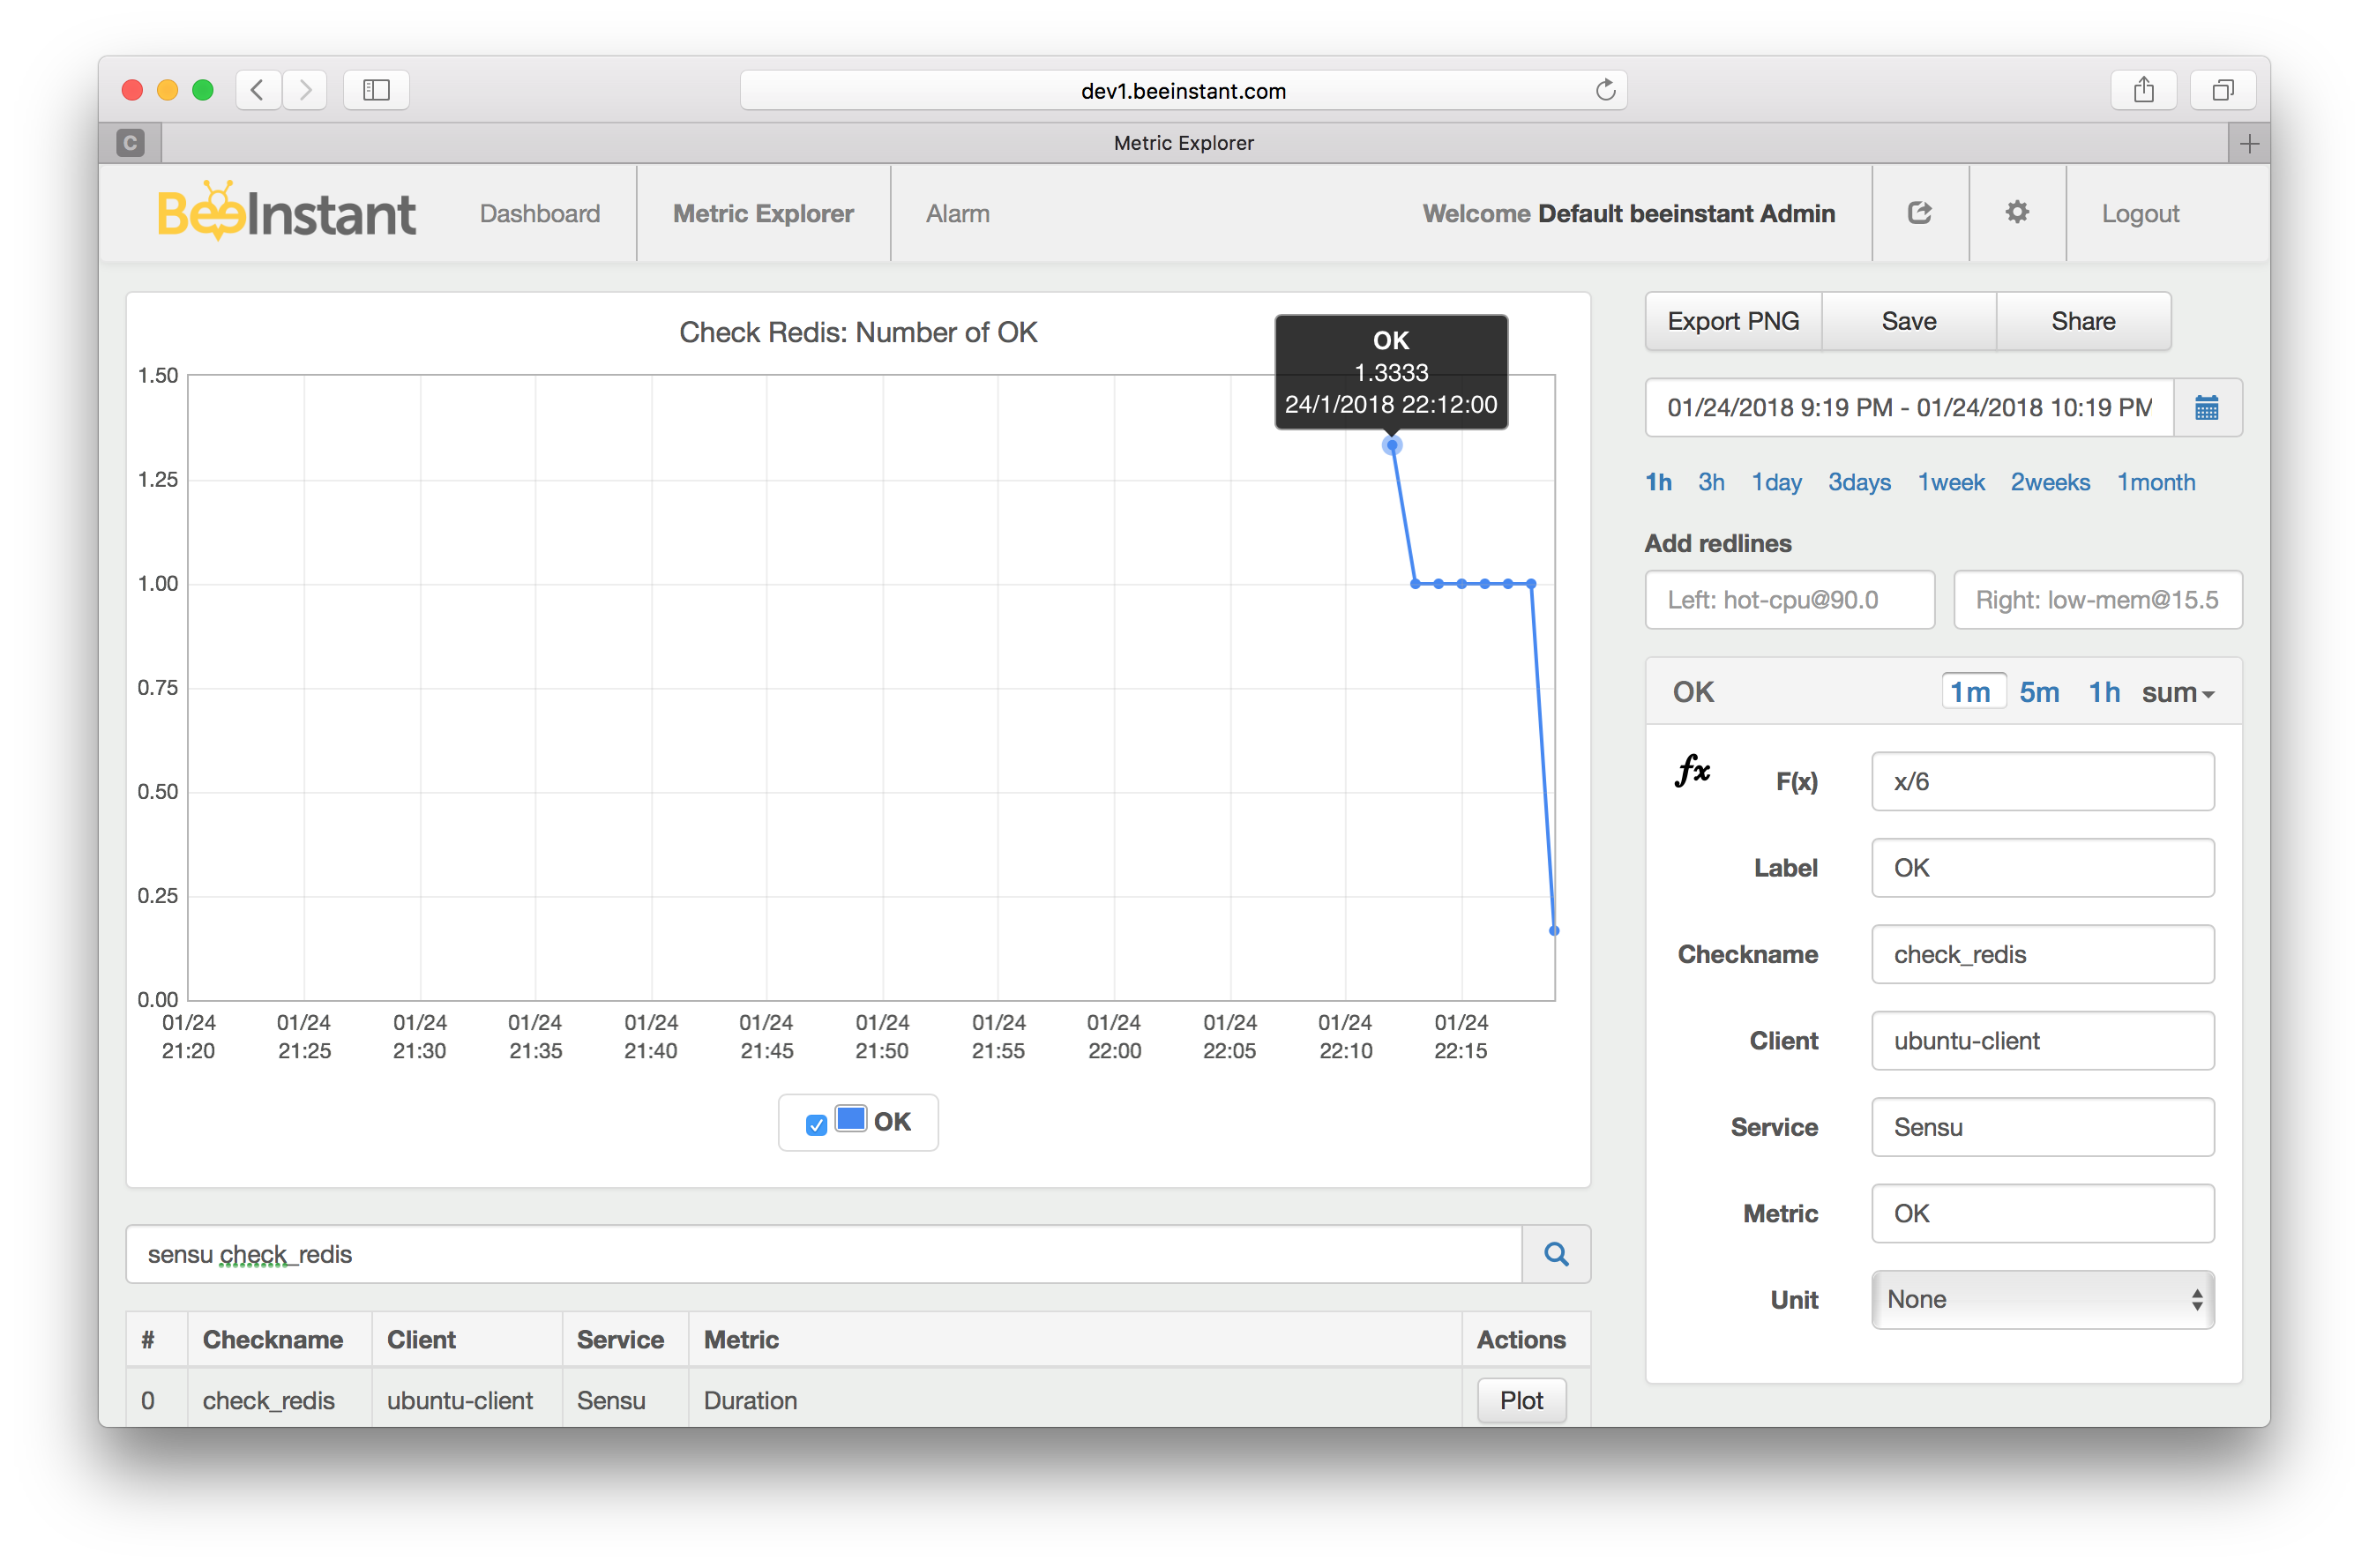 dev1.beeinstant.com
C
Metric Explorer
BeeInstant
Dashboard
Metric Explorer
Alarm
Welcome Default beeinstant Admin
Logout
Check Redis: Number of OK
OK
1.3333
24/1/2018 22:12:00
1.50
1.25
1.00
0.75
0.50
0.25
0.00
01/24 01/24 01/24 01/24 01/24 01/24 01/24 01/24 01/24 01/24 01/24 01/24
21:20 21:25 21:30 21:35 21:40 21:45 21:50 21:55 22:00 22:05 22:10 22:15
OK
sensu check_redis
# Checkname Client Service Metric Actions
0 check_redis ubuntu-client Sensu Duration Plot
Export PNG Save Share
01/24/2018 9:19 PM - 01/24/2018 10:19 PM
1h 3h 1day 3days 1week 2weeks 1month
Add redlines
Left: hot-cpu@90.0 Right: low-mem@15.5
OK 1m 5m 1h sum
fx F(x) x/6
Label OK
Checkname check_redis
Client ubuntu-client
Service Sensu
Metric OK
Unit None